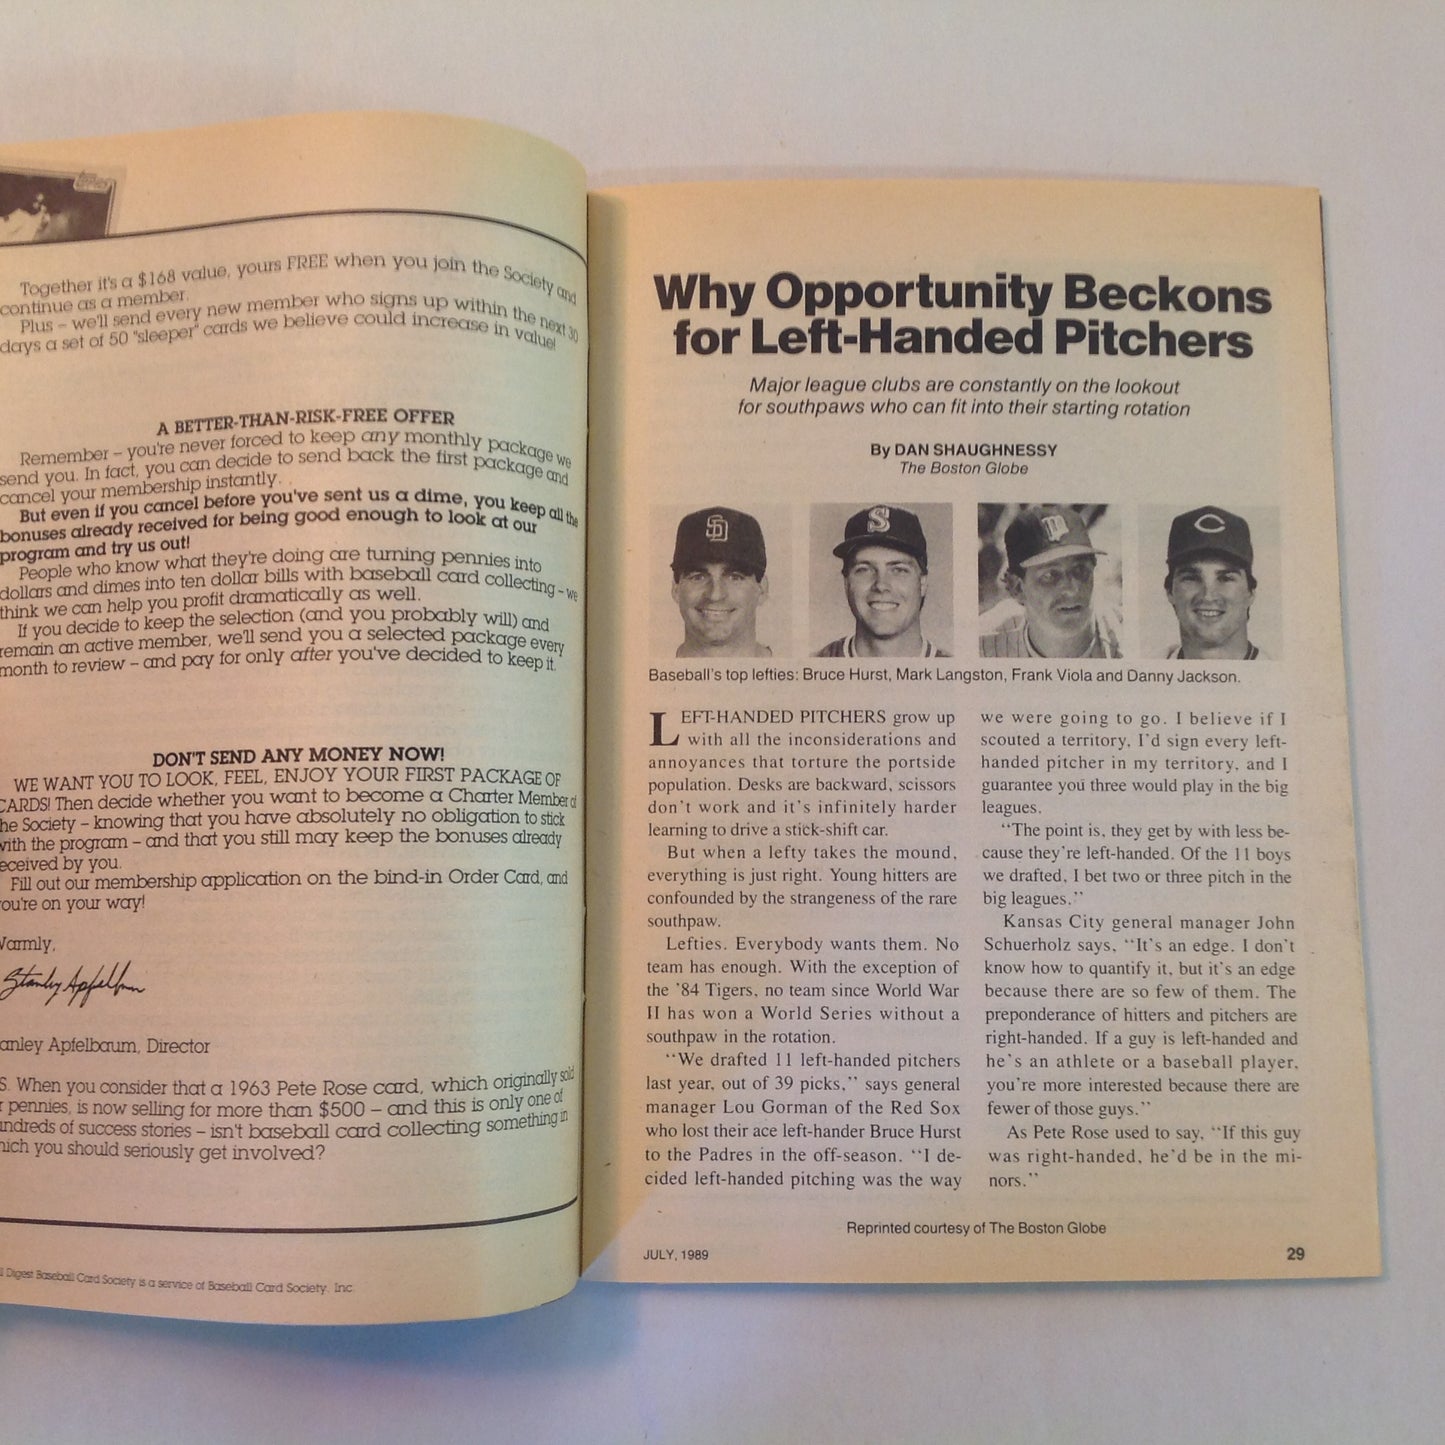 Topps
Together it's a $168 value, yours FREE when you join the Society and
continue as a member.
Plus – we'll send every new member who signs up within the next 30
days a set of 50 "sleeper" cards we believe could increase in value!
A BETTER-THAN-RISK-FREE OFFER
Remember – you're never forced to keep any monthly package we
send you. In fact, you can decide to send back the first package and
cancel your membership instantly.
But even if you cancel before you've sent us a dime, you keep all the
bonuses already received for being good enough to look at our
program and try us out!
People who know what they're doing are turning pennies into
dollars and dimes into ten dollar bills with baseball card collecting – we
think we can help you profit dramatically as well.
If you decide to keep the selection (and you probably will) and
remain an active member, we'll send you a selected package every
month to review – and pay for only after you've decided to keep it.
DON'T SEND ANY MONEY NOW!
WE WANT YOU TO LOOK, FEEL, ENJOY YOUR FIRST PACKAGE OF
CARDS! Then decide whether you want to become a Charter Member of
he Society – knowing that you have absolutely no obligation to stick
with the program – and that you still may keep the bonuses already
eceived by you.
Fill out our membership application on the bind-in Order Card, and
ou're on your way!
Warmly,
Stanley Apfelbaum
anley Apfelbaum, Director
S. When you consider that a 1963 Pete Rose card, which originally sold
r pennies, is now selling for more than $500 – and this is only one of
undreds of success stories – isn't baseball card collecting something in
hich you should seriously get involved?
l Digest Baseball Card Society is a service of Baseball Card Society, Inc.
Why Opportunity Beckons
for Left-Handed Pitchers
Major league clubs are constantly on the lookout
for southpaws who can fit into their starting rotation
By DAN SHAUGHNESSY
The Boston Globe
SD
S
M
C
Baseball's top lefties: Bruce Hurst, Mark Langston, Frank Viola and Danny Jackson.
LEFT-HANDED PITCHERS grow up
with all the inconsiderations and
annoyances that torture the portside
population. Desks are backward, scissors
don't work and it's infinitely harder
learning to drive a stick-shift car.
But when a lefty takes the mound,
everything is just right. Young hitters are
confounded by the strangeness of the rare
southpaw.
Lefties. Everybody wants them. No
team has enough. With the exception of
the '84 Tigers, no team since World War
II has won a World Series without a
southpaw in the rotation.
"We drafted 11 left-handed pitchers
last year, out of 39 picks," says general
manager Lou Gorman of the Red Sox
who lost their ace left-hander Bruce Hurst
to the Padres in the off-season. "I de-
cided left-handed pitching was the way
we were going to go. I believe if I
scouted a territory, I'd sign every left-
handed pitcher in my territory, and I
guarantee you three would play in the big
leagues.
"The point is, they get by with less be-
cause they're left-handed. Of the 11 boys
we drafted, I bet two or three pitch in the
big leagues."
Kansas City general manager John
Schuerholz says, "It's an edge. I don't
know how to quantify it, but it's an edge
because there are so few of them. The
preponderance of hitters and pitchers are
right-handed. If a guy is left-handed and
he's an athlete or a baseball player,
you're more interested because there are
fewer of those guys."
As Pete Rose used to say, "If this guy
was right-handed, he'd be in the mi-
nors."
Reprinted courtesy of The Boston Globe
JULY, 1989
29